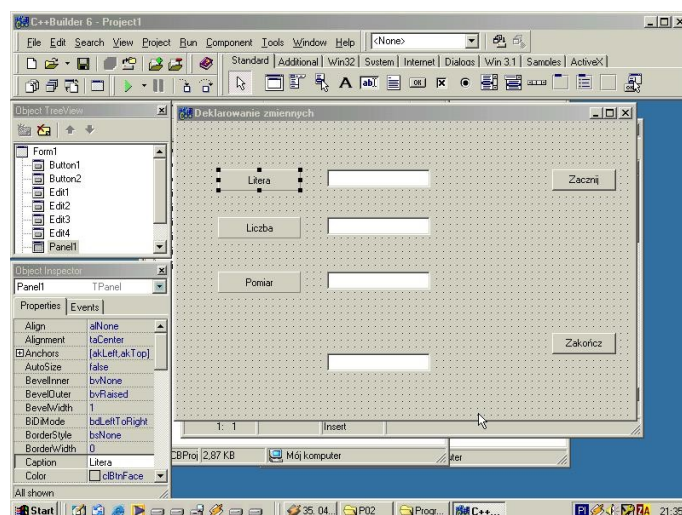 C++Builder 6 - Project1
File Edit Search View Project Run Component Tools Window Help <None>
Standard Additional Win32 System Internet Dialogs Win 3.1 Samples ActiveX
Object TreeView
Form1
Button1
Button2
Edit1
Edit2
Edit3
Edit4
Panel1
Deklarowanie zmiennych
Litera
Zacznij
Liczba
Pomiar
Zakończ
Object Inspector
Panel1 TPanel
Properties Events
Align alNone
Alignment taCenter
Anchors [akLeft,akTop]
AutoSize false
BevelInner bvNone
BevelOuter bvRaised
BevelWidth 1
BiDiMode bdLeftToRight
BorderStyle bsNone
BorderWidth 0
Caption Litera
Color clBtnFace
All shown
1: 1 Insert
CBProj 2,87 KB Mój komputer
Start 35. 04... P02 Progr... C++... Pl 21:35